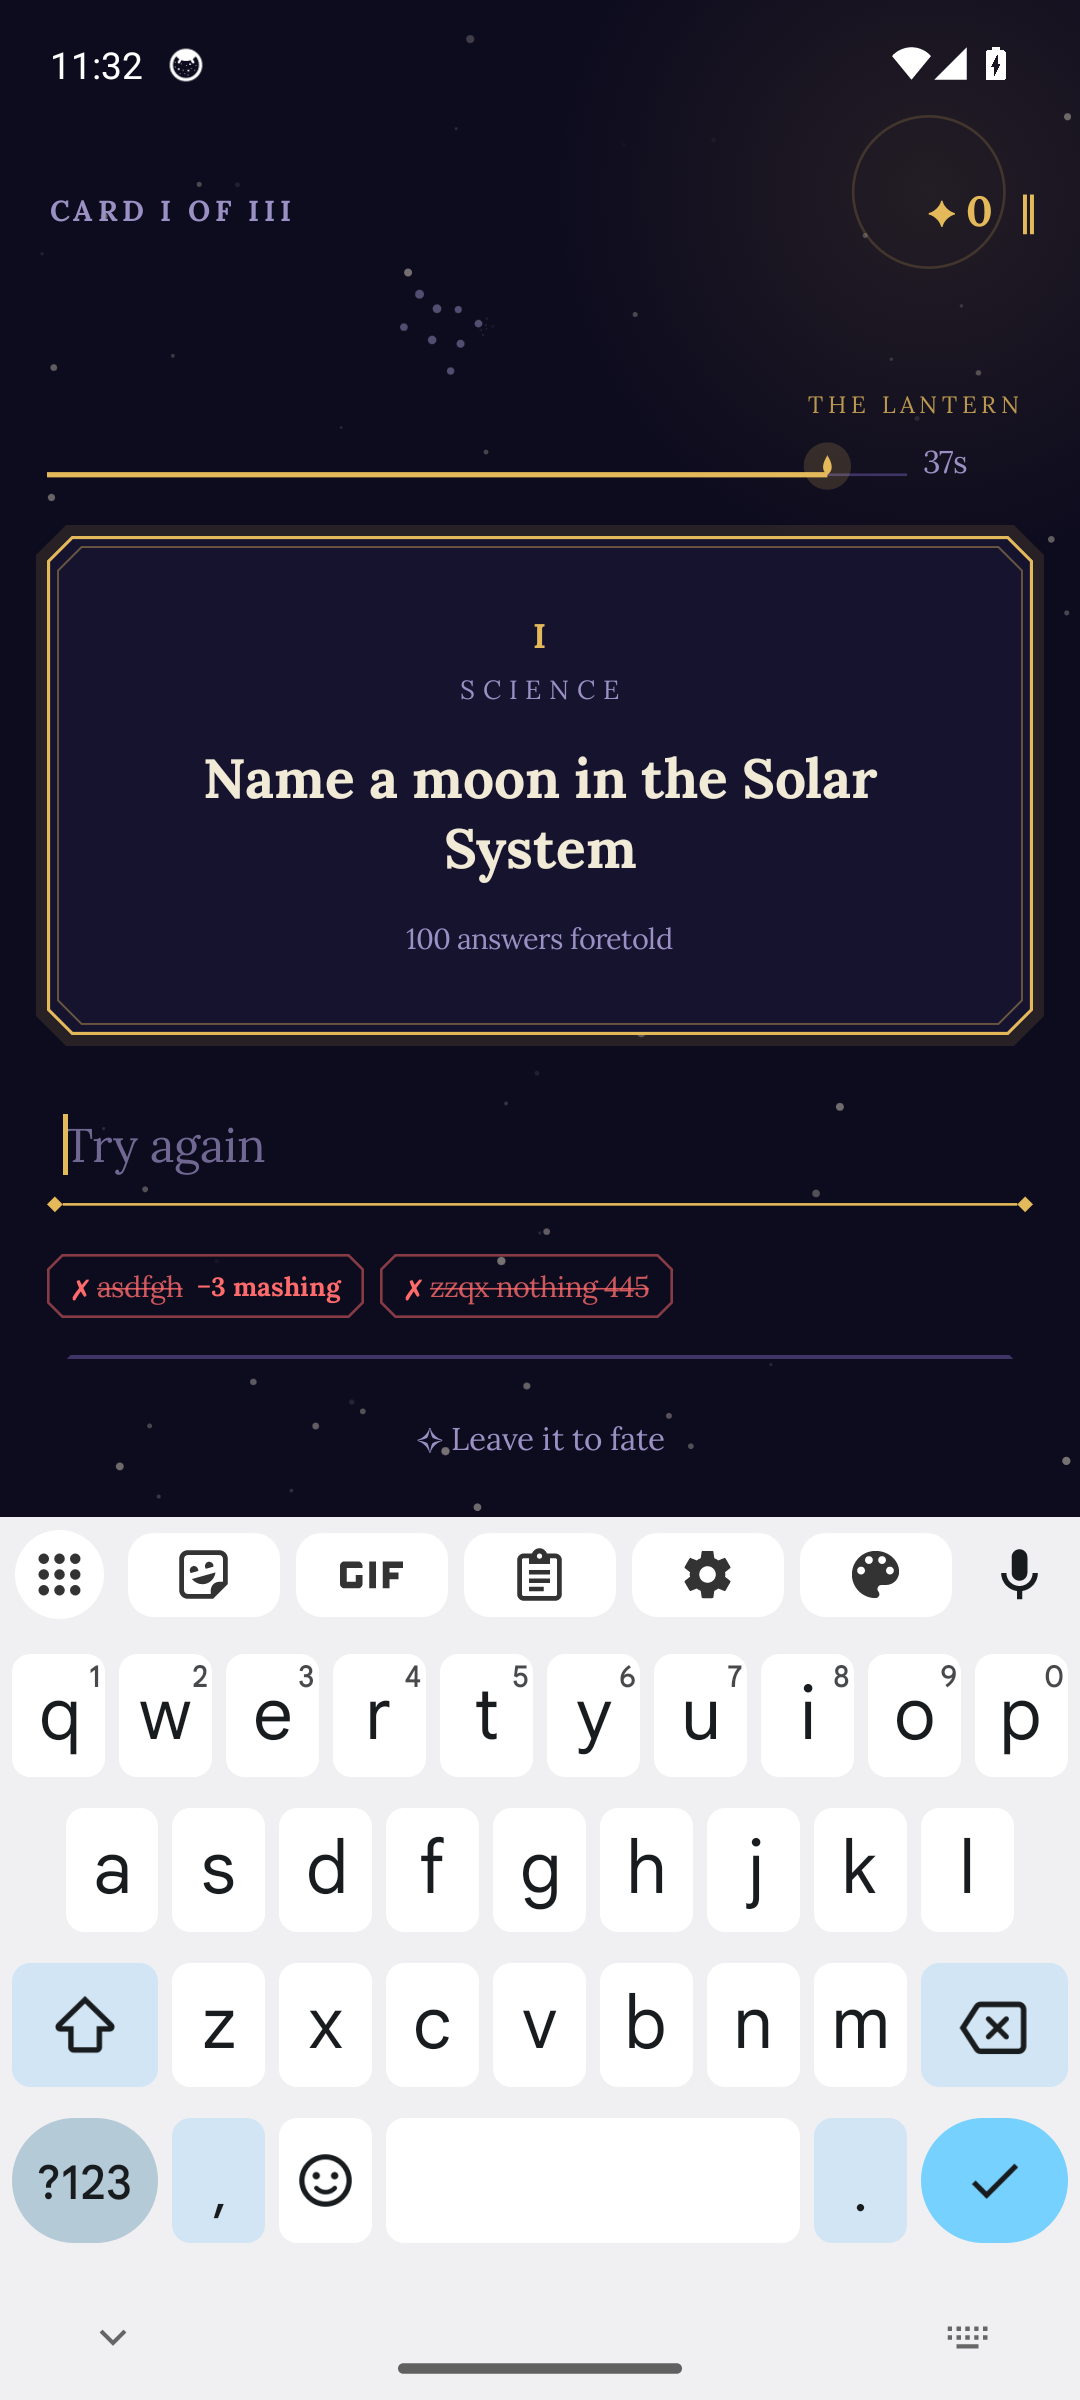 11:32
CARD I OF III
✦ 0
THE LANTERN
37s
I
SCIENCE
Name a moon in the Solar
System
100 answers foretold
Try again
✗ asdfgh −3 mashing
✗ zzqx nothing 445
✧ Leave it to fate
GIF
q 1 w 2 e 3 r 4 t 5 y 6 u 7 i 8 o 9 p 0
a s d f g h j k l
z x c v b n m
?123 , .